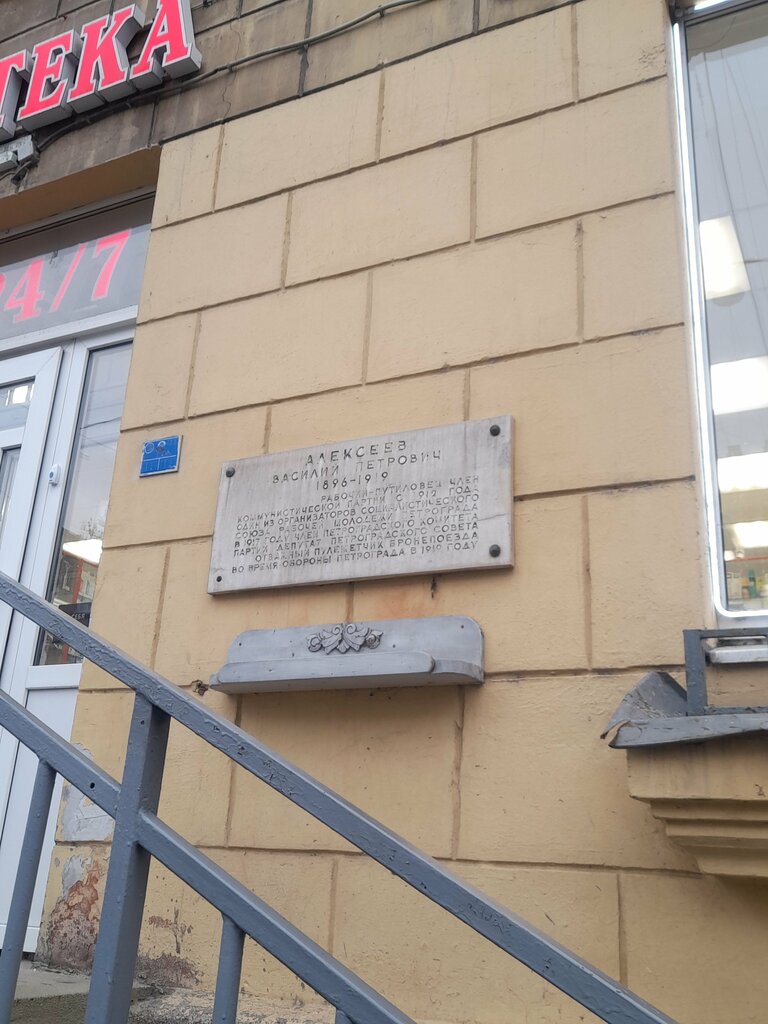 ТЕКА
24/7
АЛЕКСЕЕВ
ВАСИЛИЙ ПЕТРОВИЧ
1896-1919
РАБОЧИЙ-ПУТИЛОВЕЦ ЧЛЕН
КОММУНИСТИЧЕСКОЙ ПАРТИИ С 1912 ГОДА
ОДИН ИЗ ОРГАНИЗАТОРОВ СОЦИАЛИСТИЧЕСКОГО
СОЮЗА РАБОЧЕЙ МОЛОДЕЖИ ПЕТРОГРАДА
В 1917 ГОДУ ЧЛЕН ПЕТРОГРАДСКОГО КОМИТЕТА
ПАРТИИ ДЕПУТАТ ПЕТРОГРАДСКОГО СОВЕТА
ОТВАЖНЫЙ ПУЛЕМЕТЧИК БРОНЕПОЕЗДА
ВО ВРЕМЯ ОБОРОНЫ ПЕТРОГРАДА В 1919 ГОДУ